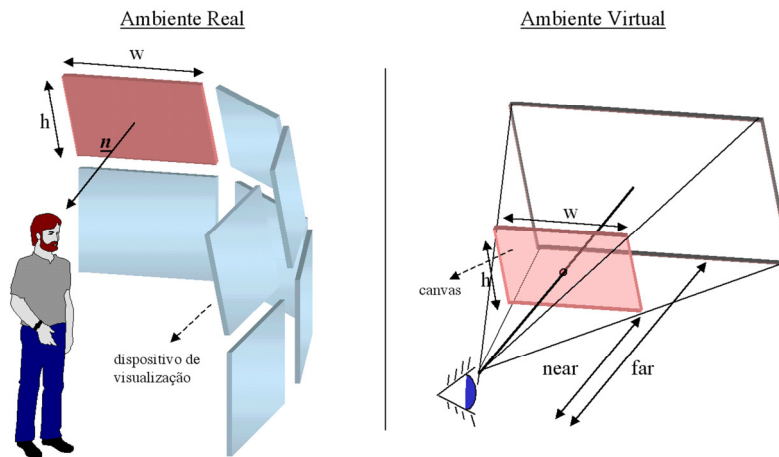 Ambiente Real
w
h
n
dispositivo de
visualização
Ambiente Virtual
w
h
canvas
near
far